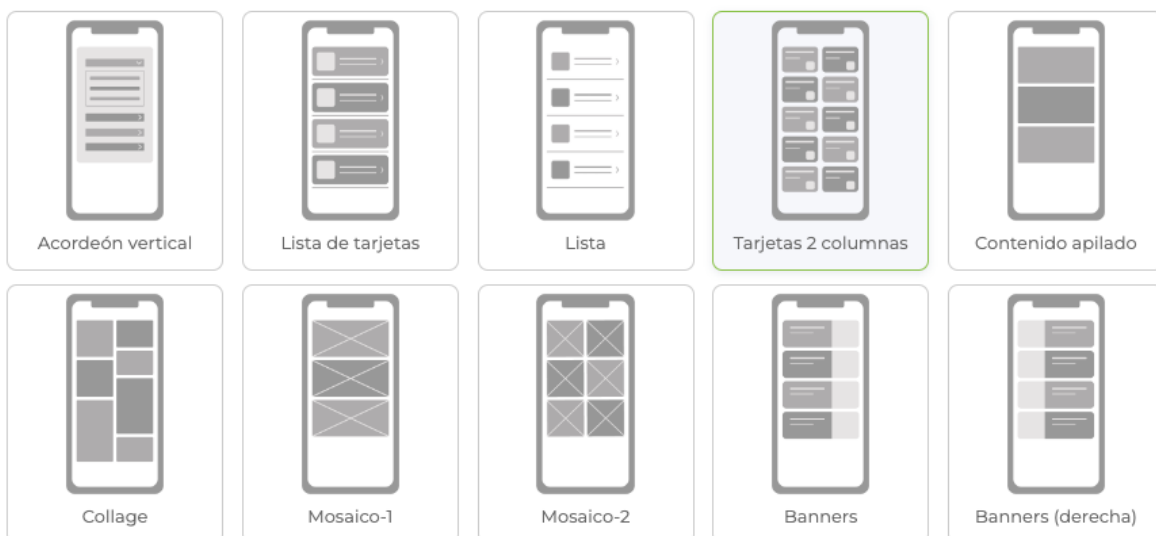 Acordeón vertical
Lista de tarjetas
Lista
Tarjetas 2 columnas
Contenido apilado
Collage
Mosaico-1
Mosaico-2
Banners
Banners (derecha)